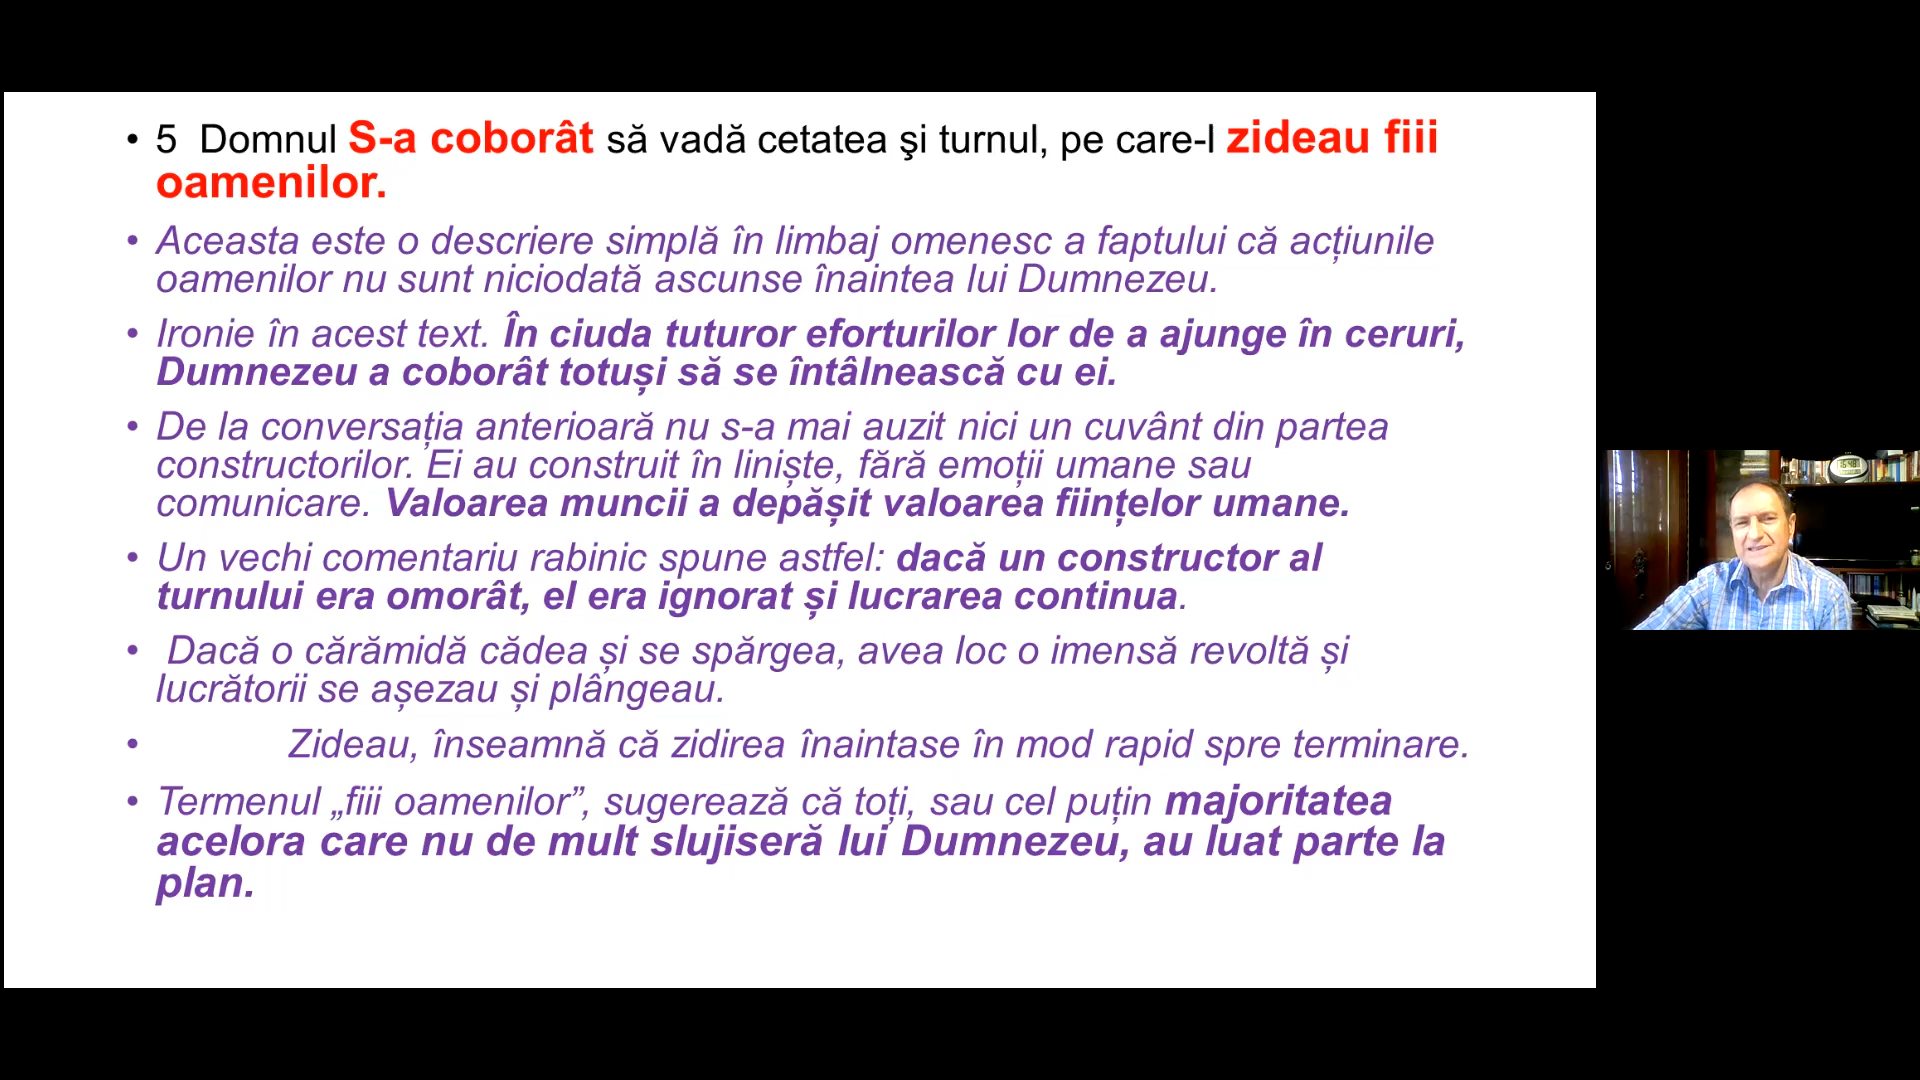 • 5  Domnul S-a coborât să vadă cetatea şi turnul, pe care-l zideau fiii
oamenilor.
• Aceasta este o descriere simplă în limbaj omenesc a faptului că acțiunile
oamenilor nu sunt niciodată ascunse înaintea lui Dumnezeu.
• Ironie în acest text. În ciuda tuturor eforturilor lor de a ajunge în ceruri,
Dumnezeu a coborât totuși să se întâlnească cu ei.
• De la conversația anterioară nu s-a mai auzit nici un cuvânt din partea
constructorilor. Ei au construit în liniște, fără emoții umane sau
comunicare. Valoarea muncii a depășit valoarea ființelor umane.
• Un vechi comentariu rabinic spune astfel: dacă un constructor al
turnului era omorât, el era ignorat și lucrarea continua.
• Dacă o cărămidă cădea și se spărgea, avea loc o imensă revoltă și
lucrătorii se așezau și plângeau.
• Zideau, înseamnă că zidirea înaintase în mod rapid spre terminare.
• Termenul „fiii oamenilor”, sugerează că toți, sau cel puțin majoritatea
acelora care nu de mult slujiseră lui Dumnezeu, au luat parte la
plan.